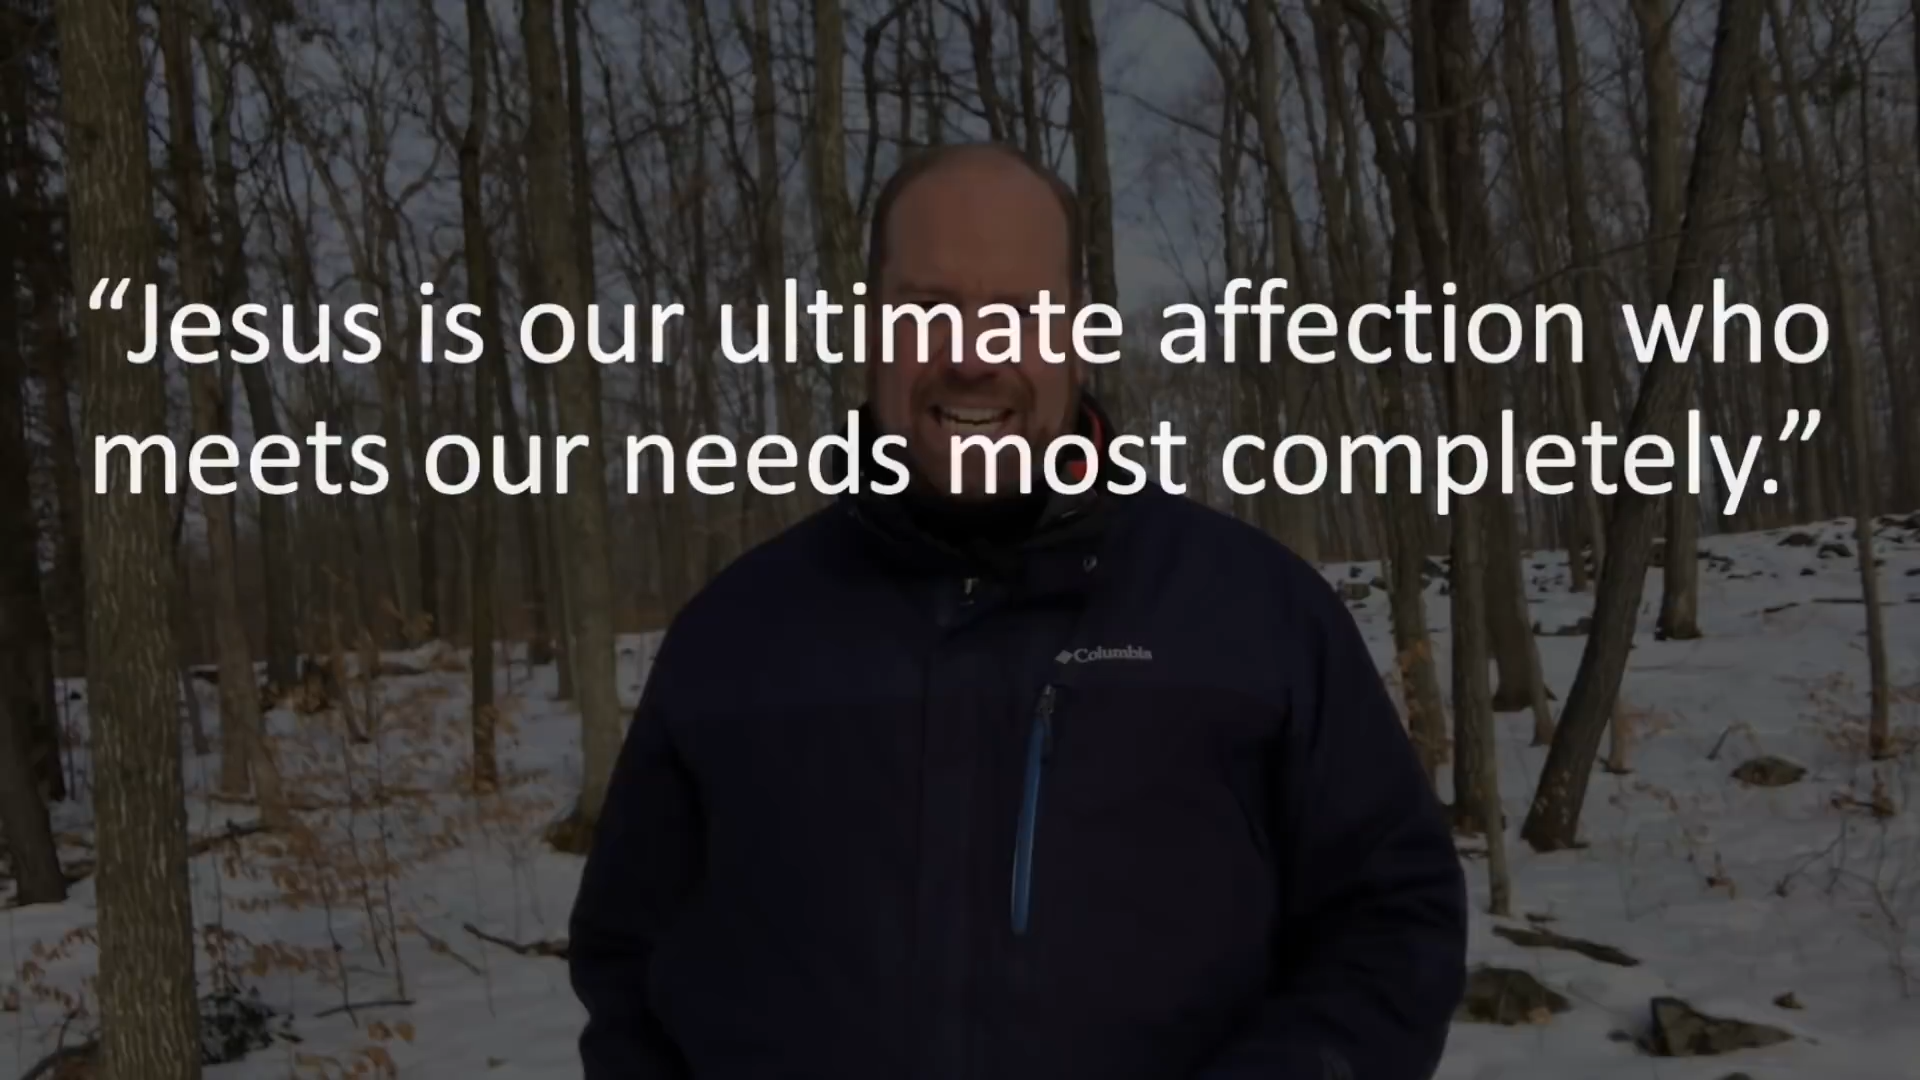 “Jesus is our ultimate affection who
meets our needs most completely.”
Columbia